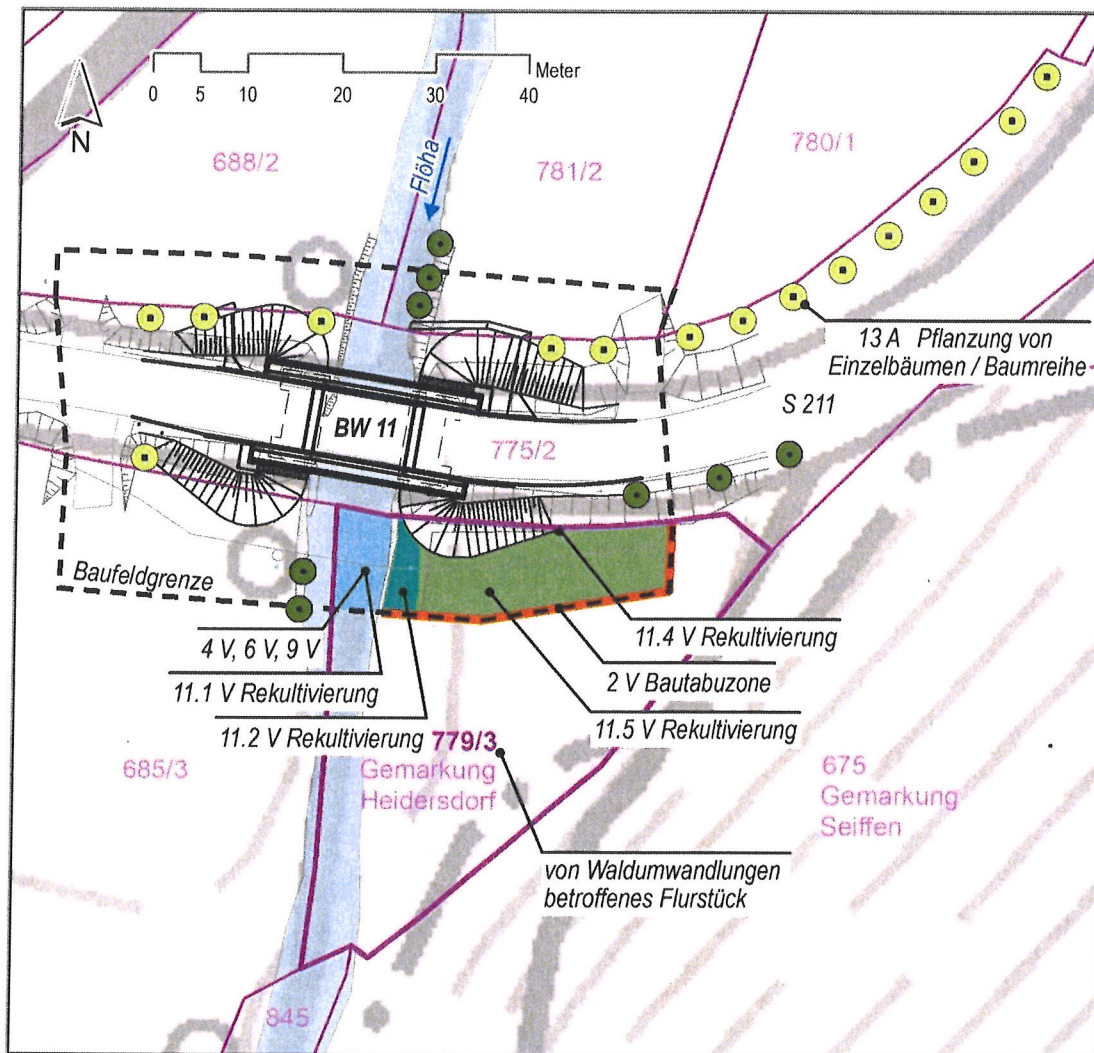 Meter
0 5 10 20 30 40
N
688/2
Flöha
781/2
780/1
13 A Pflanzung von
Einzelbäumen / Baumreihe
S 211
BW 11
775/2
Baufeldgrenze
4 V, 6 V, 9 V
11.4 V Rekultivierung
11.1 V Rekultivierung
2 V Bautabuzone
11.2 V Rekultivierung
11.5 V Rekultivierung
779/3
Gemarkung
Heidersdorf
685/3
675
Gemarkung
Seiffen
von Waldumwandlungen
betroffenes Flurstück
845